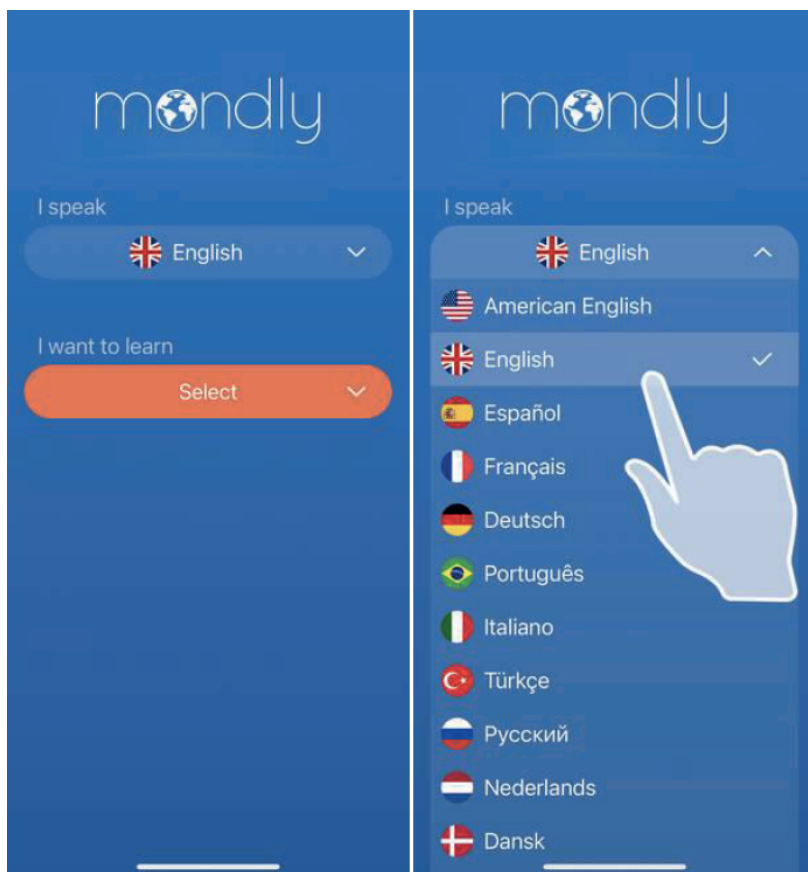 mondly
I speak
English
I want to learn
Select
mondly
I speak
English
American English
English
Español
Français
Deutsch
Português
Italiano
Türkçe
Русский
Nederlands
Dansk